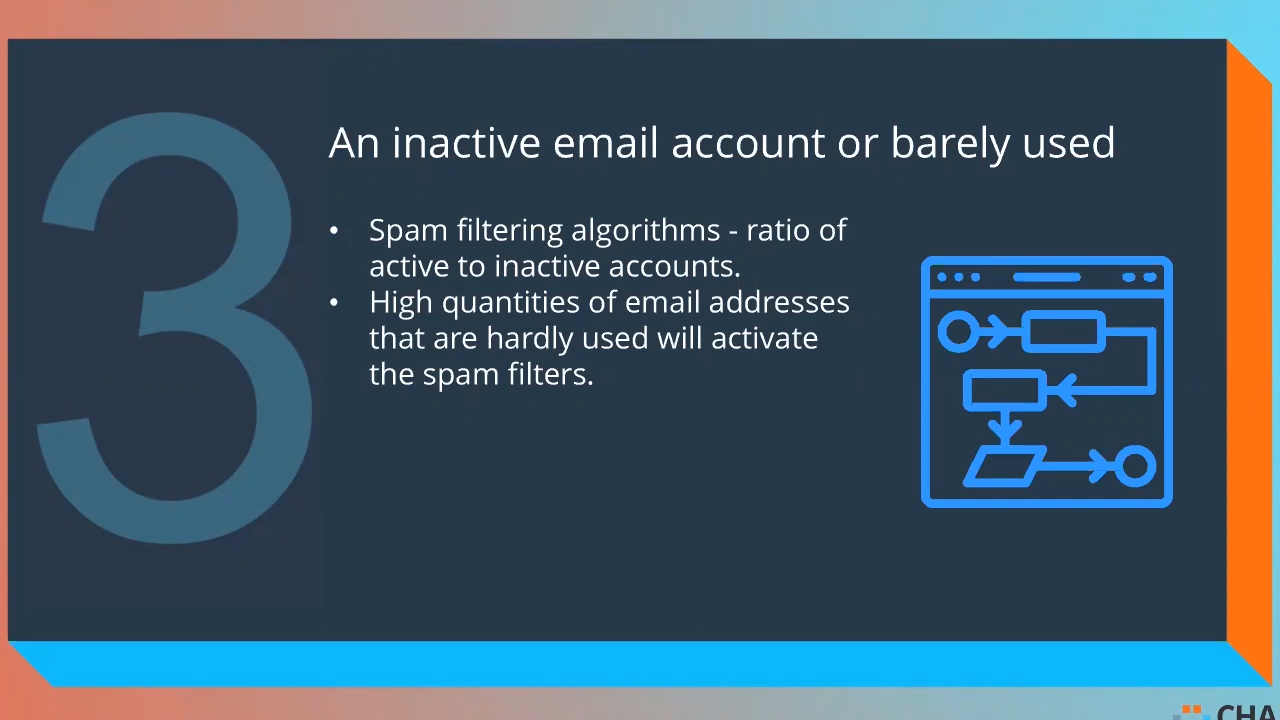 3
An inactive email account or barely used
• Spam filtering algorithms - ratio of
active to inactive accounts.
• High quantities of email addresses
that are hardly used will activate
the spam filters.
CHA